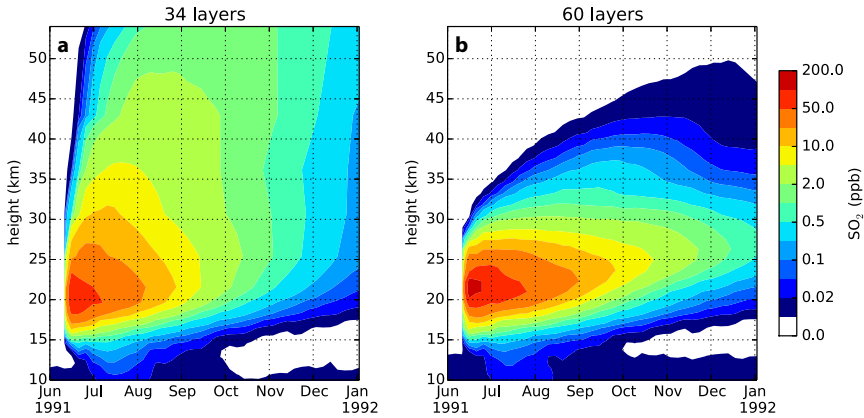 34 layers
60 layers
a
b
height (km)
50
45
40
35
30
25
20
15
10
Jun
1991
Jul
Aug
Sep
Oct
Nov
Dec
Jan
1992
height (km)
50
45
40
35
30
25
20
15
10
Jun
1991
Jul
Aug
Sep
Oct
Nov
Dec
Jan
1992
200.0
50.0
10.0
2.0
0.5
0.1
0.02
0.0
SO₂ (ppb)